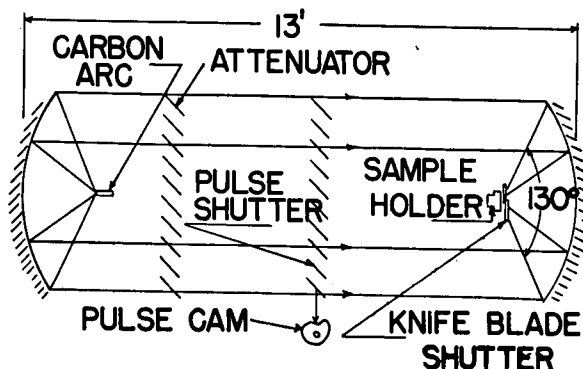 13'
CARBON
ARC
ATTENUATOR
PULSE
SHUTTER
SAMPLE
HOLDER
130°
PULSE CAM
KNIFE BLADE
SHUTTER